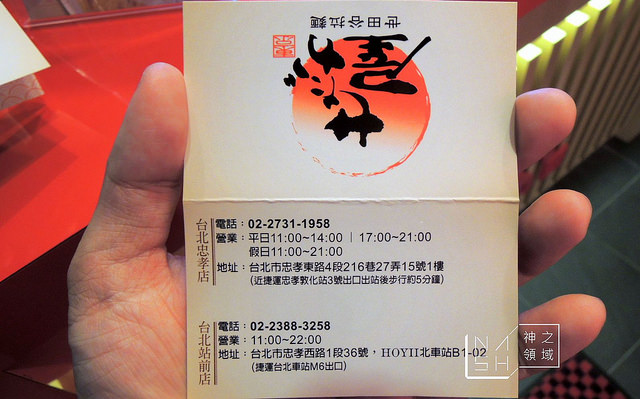 世田谷拉麵
台北忠孝店
電話：02-2731-1958
營業：平日11:00~14:00 | 17:00~21:00
假日11:00~21:00
地址：台北市忠孝東路4段216巷27弄15號1樓
(近捷運忠孝敦化站3號出口出站後步行約5分鐘)
台北站前店
電話：02-2388-3258
營業：11:00~22:00
地址：台北市忠孝西路1段36號，HOYII北車站B1-02
(捷運台北車站M6出口)
NISH
神之
領域